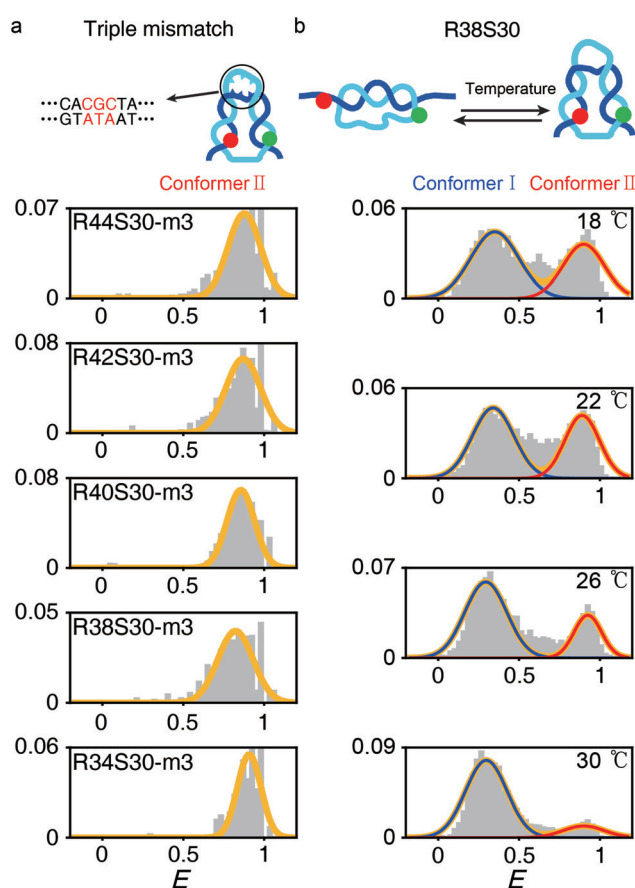 a
Triple mismatch
···CACGCTA···
···GTATAAT···
Conformer II
0.07
R44S30-m3
0
0 0.5 1
0.08
R42S30-m3
0
0 0.5 1
0.08
R40S30-m3
0
0 0.5 1
0.05
R38S30-m3
0
0 0.5 1
0.06
R34S30-m3
0
0 0.5 1
E
b
R38S30
Temperature
Conformer I Conformer II
0.06
18 ℃
0
0 0.5 1
0.06
22 ℃
0
0 0.5 1
0.07
26 ℃
0
0 0.5 1
0.09
30 ℃
0
0 0.5 1
E